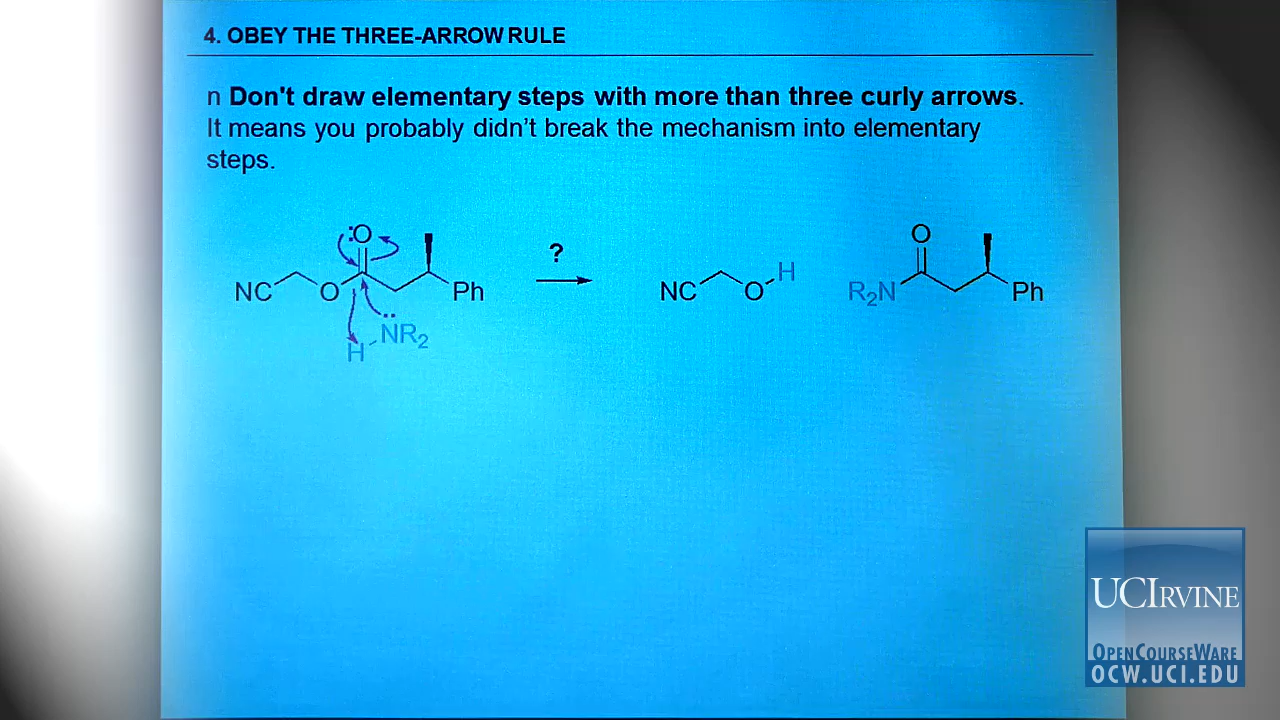 4. OBEY THE THREE-ARROW RULE
n Don't draw elementary steps with more than three curly arrows.
It means you probably didn’t break the mechanism into elementary
steps.
:O
NC
O
Ph
NR2
H
?
NC
O
H
O
R2N
Ph
UCIRVINE
OPENCOURSEWARE
OCW.UCI.EDU